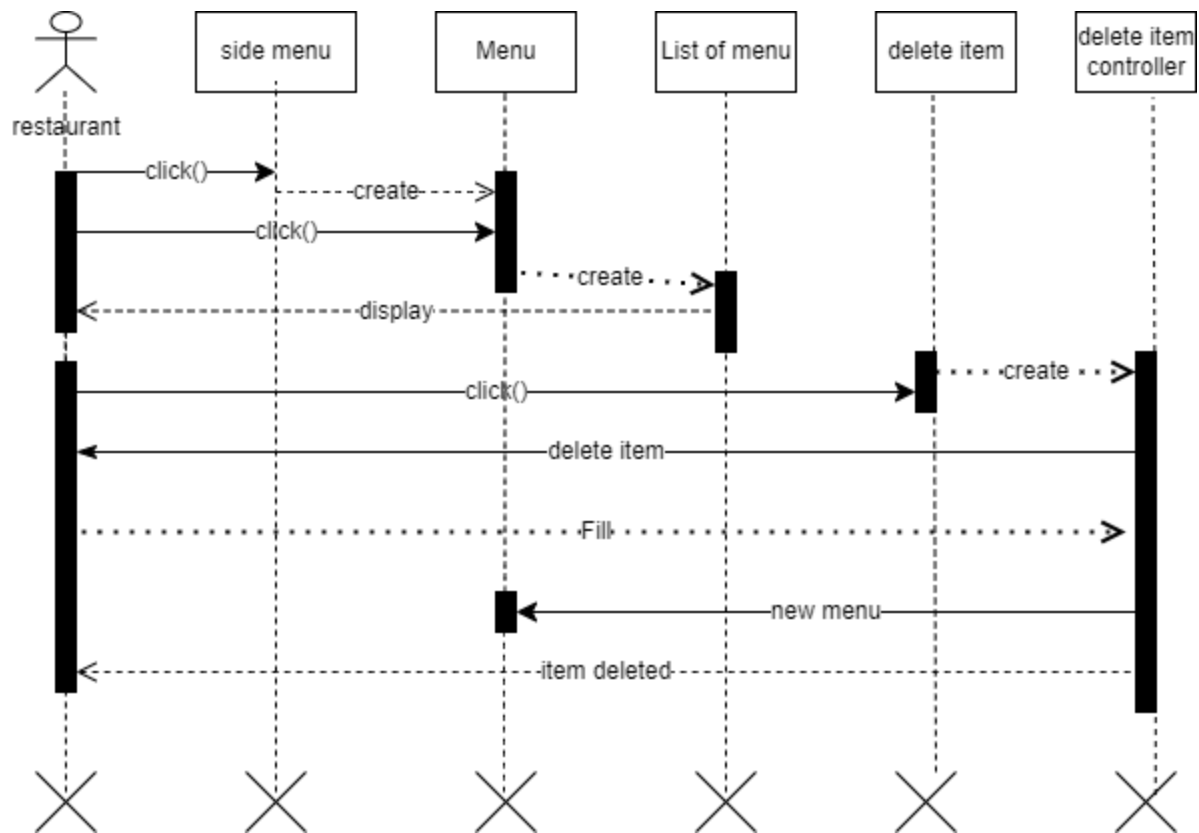 side menu
Menu
List of menu
delete item
delete item
controller
restaurant
click()
create
click()
create
display
create
click()
delete item
Fill
new menu
item deleted